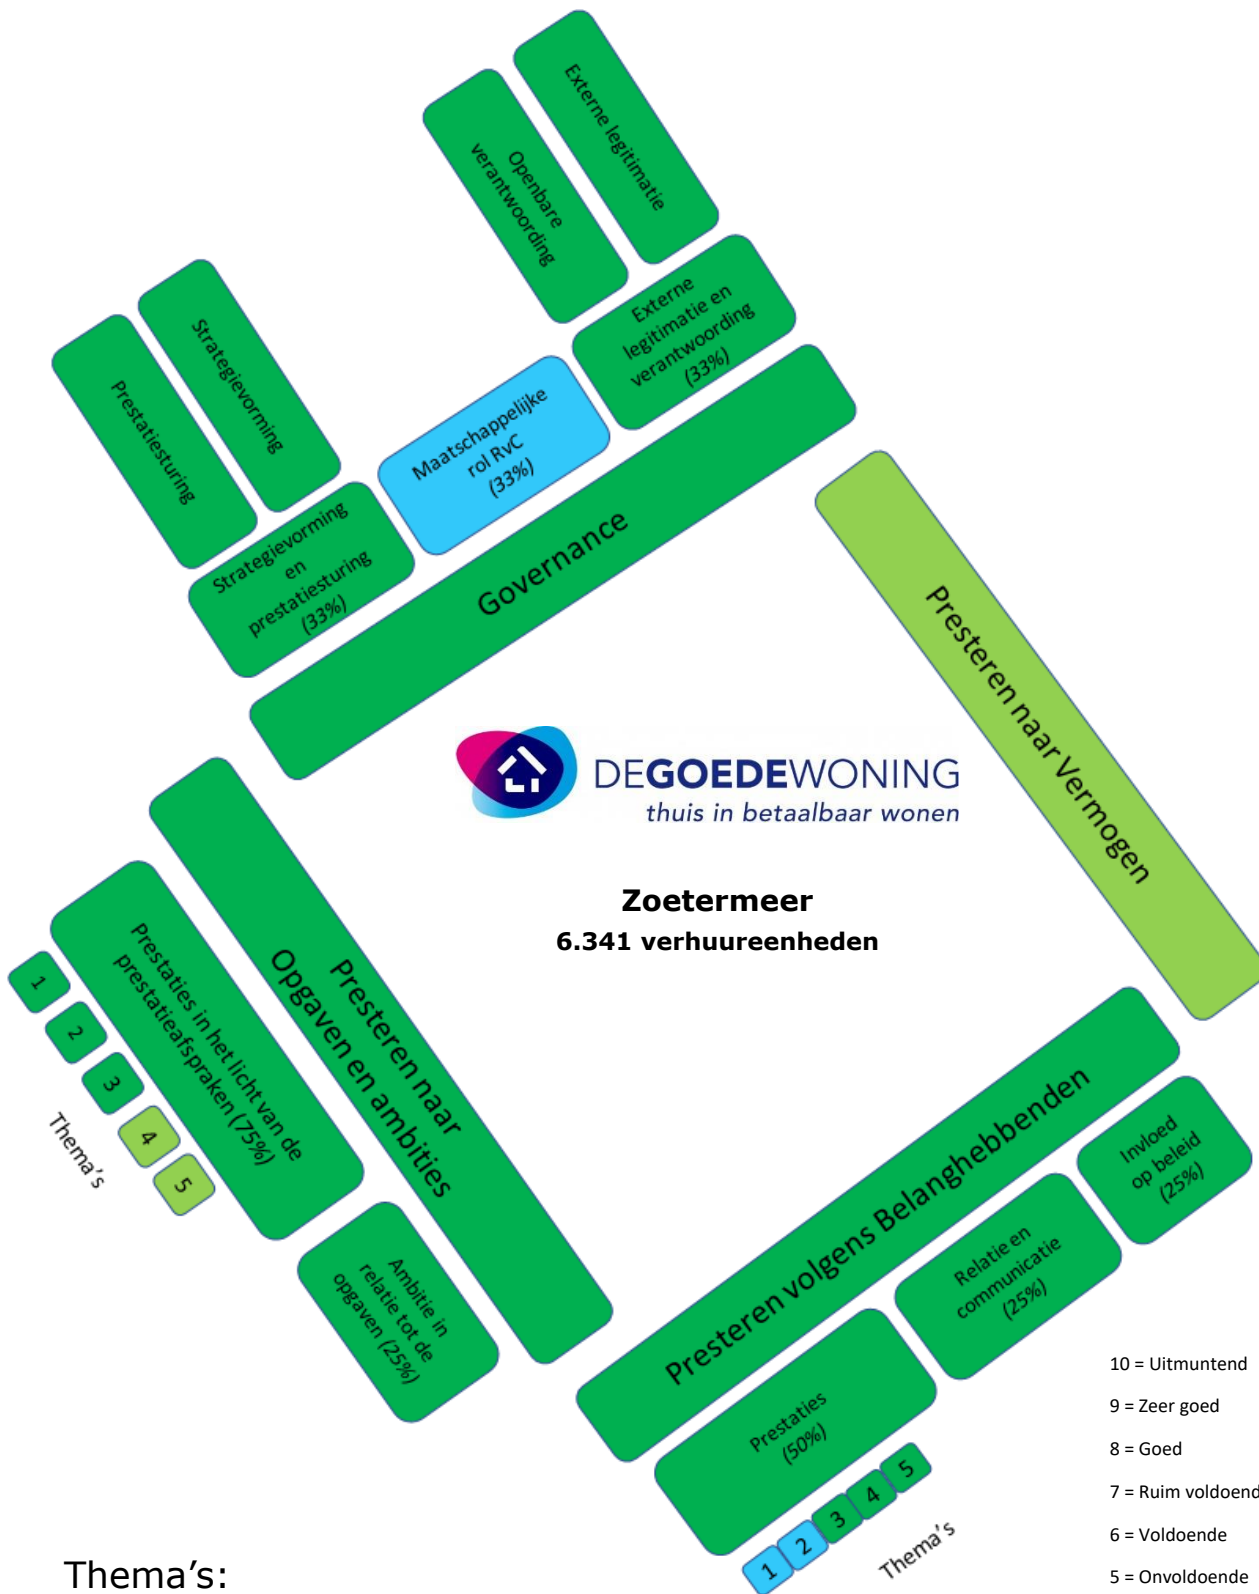 Externe legitimatie
Openbare
verantwoording
Externe
legitimatie en
verantwoording
(33%)
Strategievorming
Prestatiesturing
Maatschappelijke
rol RvC
(33%)
Strategievorming
en
prestatiesturing
(33%)
Governance
Presteren naar Vermogen
DEGOEDEWONING
thuis in betaalbaar wonen
Zoetermeer
6.341 verhuureenheden
Presteren naar
Opgaven en ambities
Prestaties in het licht van de
prestatieafspraken (75%)
1
2
3
4
5
Thema's
Ambitie in
relatie tot de
opgaven (25%)
Presteren volgens Belanghebbenden
Invloed
op beleid
(25%)
Relatie en
communicatie
(25%)
Prestaties
(50%)
1
2
3
4
5
Thema's
10 = Uitmuntend
9 = Zeer goed
8 = Goed
7 = Ruim voldoend
6 = Voldoende
5 = Onvoldoende
Thema's: